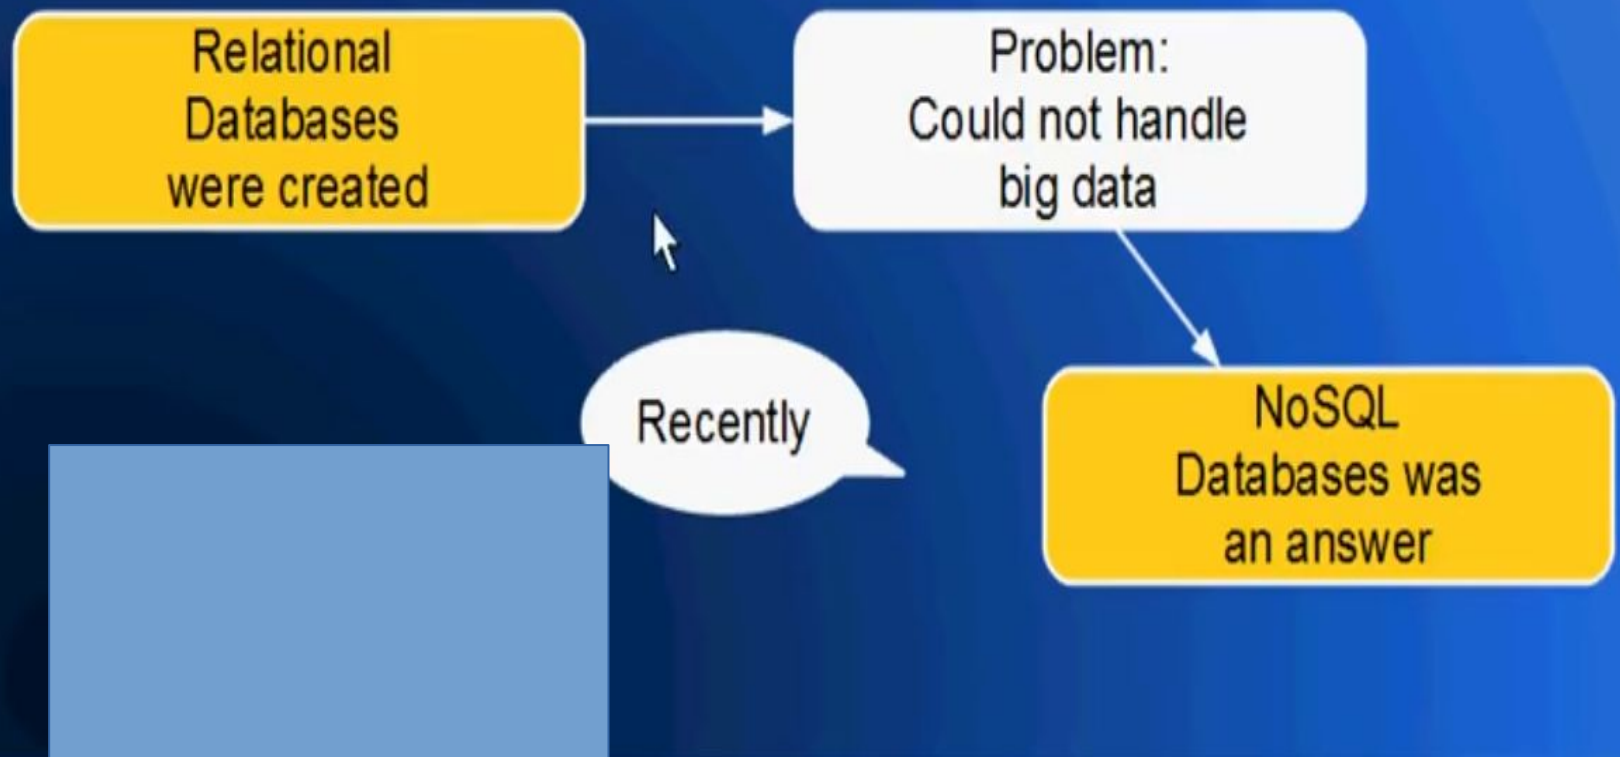 Relational
Databases
were created
Problem:
Could not handle
big data
Recently
NoSQL
Databases was
an answer